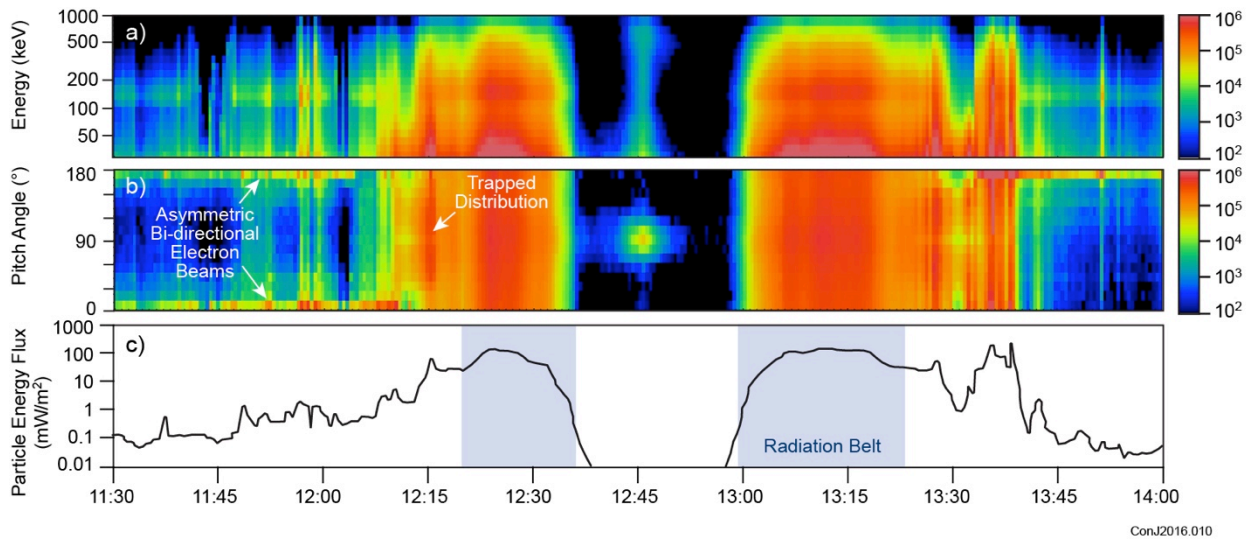 a)
Energy (keV)
1000
500
200
100
50
10⁶
10⁵
10⁴
10³
10²
b)
Pitch Angle (°)
180
90
0
Asymmetric
Bi-directional
Electron
Beams
Trapped
Distribution
10⁶
10⁵
10⁴
10³
10²
c)
Particle Energy Flux
(mW/m²)
1000
100
10
1
0.1
0.01
Radiation Belt
11:30 11:45 12:00 12:15 12:30 12:45 13:00 13:15 13:30 13:45 14:00
ConJ2016.010